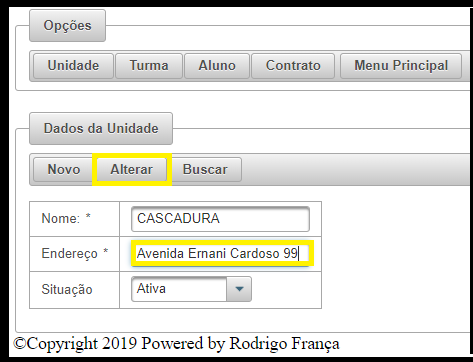 Opções
Unidade Turma Aluno Contrato Menu Principal
Dados da Unidade
Novo Alterar Buscar
Nome: * CASCADURA
Endereço * Avenida Ernani Cardoso 99
Situação Ativa
©Copyright 2019 Powered by Rodrigo França